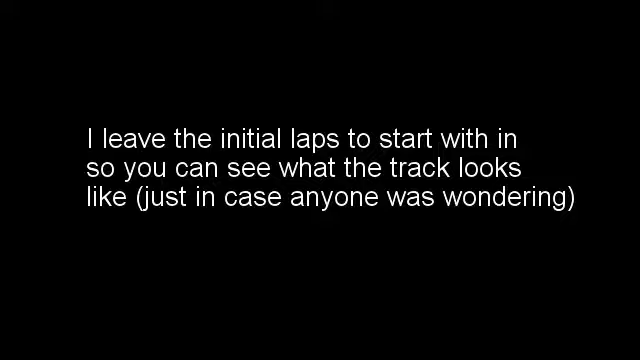 I leave the initial laps to start with in
so you can see what the track looks
like (just in case anyone was wondering)